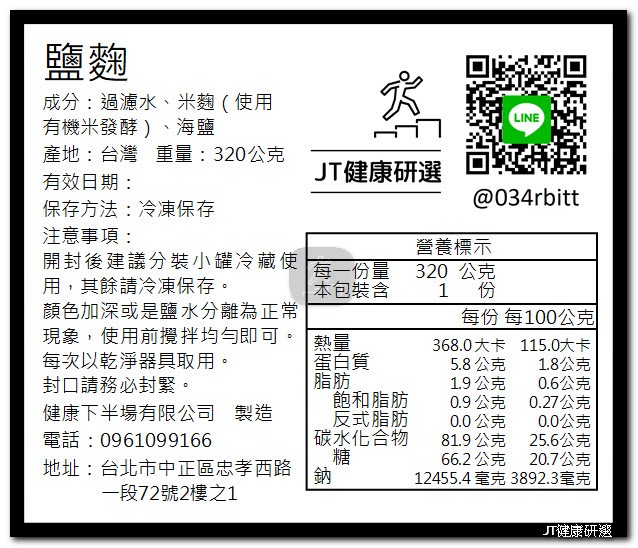 鹽麴
成分：過濾水、米麴（使用
有機米發酵）、海鹽
產地：台灣　重量：320公克
有效日期：
保存方法：冷凍保存
注意事項：
開封後建議分裝小罐冷藏使
用，其餘請冷凍保存。
顏色加深或是鹽水分離為正常
現象，使用前攪拌均勻即可。
每次以乾淨器具取用。
封口請務必封緊。
健康下半場有限公司　製造
電話：0961099166
地址：台北市中正區忠孝西路
一段72號2樓之1
JT健康研選
LINE
@034rbitt
營養標示
每一份量 320 公克
本包裝含 1 份
每份 每100公克
熱量 368.0大卡 115.0大卡
蛋白質 5.8公克 1.8公克
脂肪 1.9公克 0.6公克
飽和脂肪 0.9公克 0.27公克
反式脂肪 0.0公克 0.0公克
碳水化合物 81.9公克 25.6公克
糖 66.2公克 20.7公克
鈉 12455.4毫克 3892.3毫克
JT健康研選